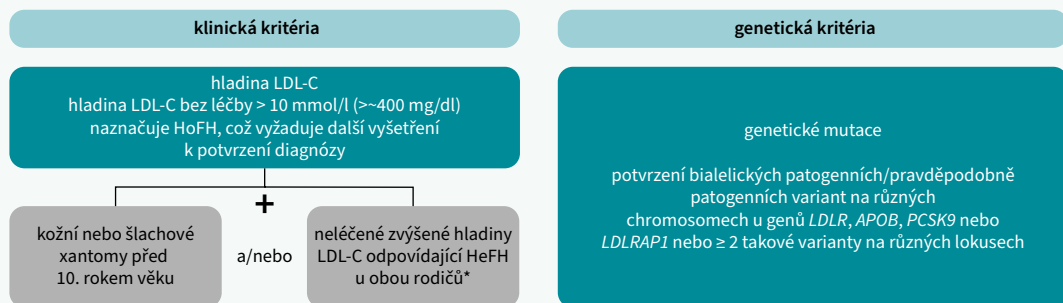 klinická kritéria
hladina LDL-C
hladina LDL-C bez léčby > 10 mmol/l (>~400 mg/dl)
naznačuje HoFH, což vyžaduje další vyšetření
k potvrzení diagnózy
+
kožní nebo šlachové
xantomy před
10. rokem věku
a/nebo
neléčené zvýšené hladiny
LDL-C odpovídající HeFH
u obou rodičů*
genetická kritéria
genetické mutace
potvrzení bialelických patogenních/pravděpodobně
patogenních variant na různých
chromosomech u genů LDLR, APOB, PCSK9 nebo
LDLRAP1 nebo ≥ 2 takové varianty na různých lokusech